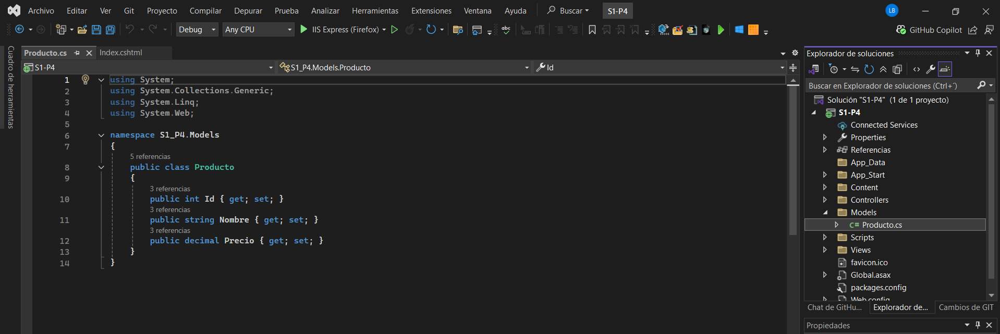 Archivo Editar Ver Git Proyecto Compilar Depurar Prueba Analizar Herramientas Extensiones Ventana Ayuda Buscar S1-P4 LB
Debug Any CPU IIS Express (Firefox) abc GitHub Copilot
Cuadro de herramientas
Producto.cs Index.cshtml
S1-P4 S1_P4.Models.Producto Id
1 using System;
2 using System.Collections.Generic;
3 using System.Linq;
4 using System.Web;
5
6 namespace S1_P4.Models
7 {
5 referencias
8 public class Producto
9 {
3 referencias
10 public int Id { get; set; }
3 referencias
11 public string Nombre { get; set; }
3 referencias
12 public decimal Precio { get; set; }
13 }
14 }
Explorador de soluciones
Buscar en Explorador de soluciones (Ctrl+´)
Solución "S1-P4" (1 de 1 proyecto)
S1-P4
Connected Services
Properties
Referencias
App_Data
App_Start
Content
Controllers
Models
C# Producto.cs
Scripts
Views
favicon.ico
Global.asax
packages.config
Web.config
Chat de GitHu... Explorador de... Cambios de GIT
Propiedades